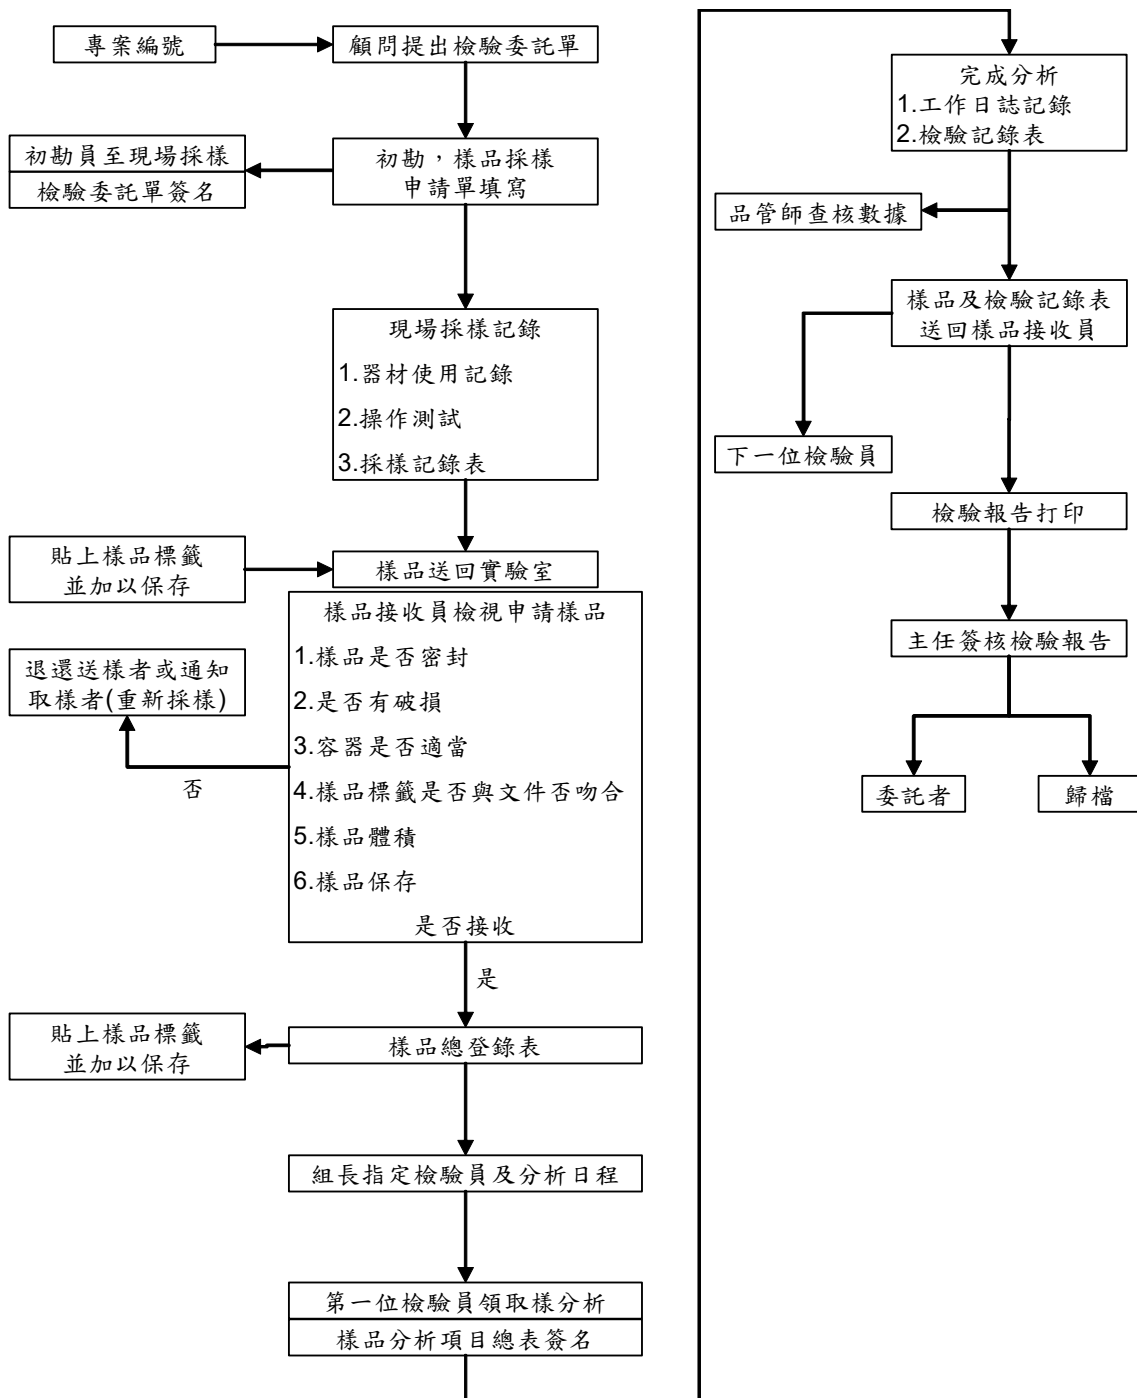 專案編號
顧問提出檢驗委託單
初勘員至現場採樣
檢驗委託單簽名
初勘，樣品採樣
申請單填寫
現場採樣記錄
1.器材使用記錄
2.操作測試
3.採樣記錄表
貼上樣品標籤
並加以保存
樣品送回實驗室
樣品接收員檢視申請樣品
1.樣品是否密封
2.是否有破損
3.容器是否適當
4.樣品標籤是否與文件否吻合
5.樣品體積
6.樣品保存
是否接收
退還送樣者或通知
取樣者(重新採樣)
否
是
貼上樣品標籤
並加以保存
樣品總登錄表
組長指定檢驗員及分析日程
第一位檢驗員領取樣分析
樣品分析項目總表簽名
完成分析
1.工作日誌記錄
2.檢驗記錄表
品管師查核數據
樣品及檢驗記錄表
送回樣品接收員
下一位檢驗員
檢驗報告打印
主任簽核檢驗報告
委託者
歸檔